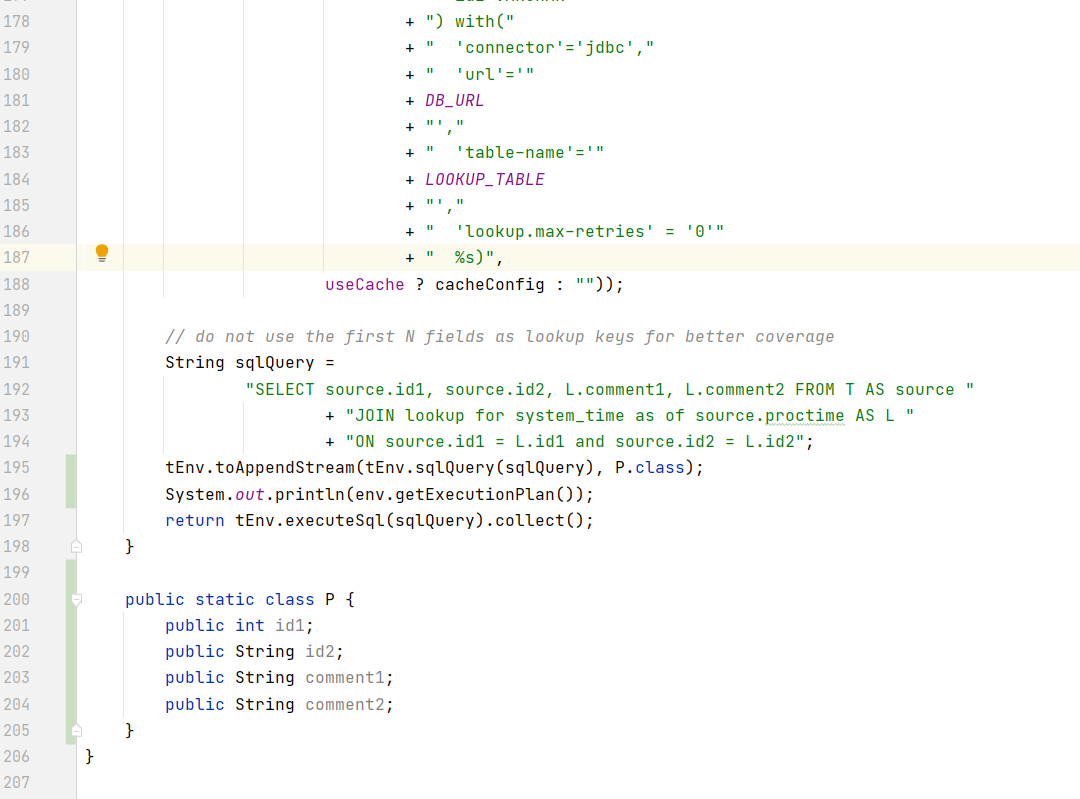 178 + ") with("
179 + "  'connector'='jdbc',"
180 + "  'url'='"
181 + DB_URL
182 + "',"
183 + "  'table-name'='"
184 + LOOKUP_TABLE
185 + "',"
186 + "  'lookup.max-retries' = '0'"
187 + "  %s)",
188 useCache ? cacheConfig : ""));
189
190 // do not use the first N fields as lookup keys for better coverage
191 String sqlQuery =
192 "SELECT source.id1, source.id2, L.comment1, L.comment2 FROM T AS source "
193 + "JOIN lookup for system_time as of source.proctime AS L "
194 + "ON source.id1 = L.id1 and source.id2 = L.id2";
195 tEnv.toAppendStream(tEnv.sqlQuery(sqlQuery), P.class);
196 System.out.println(env.getExecutionPlan());
197 return tEnv.executeSql(sqlQuery).collect();
198 }
199
200 public static class P {
201 public int id1;
202 public String id2;
203 public String comment1;
204 public String comment2;
205 }
206 }
207